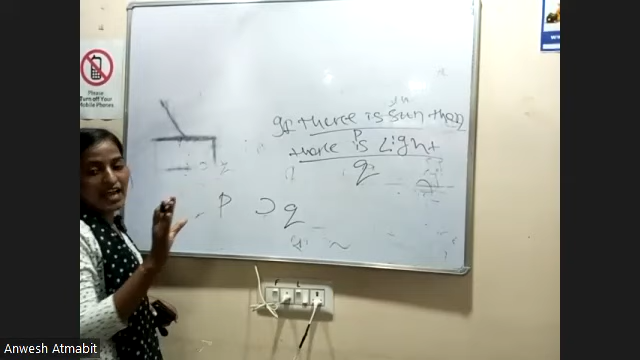 Please
Turn off Your
Mobile Phones
If there is sun then
p
there is Light
q
p ⊃ q
~
Anwesh Atmabit